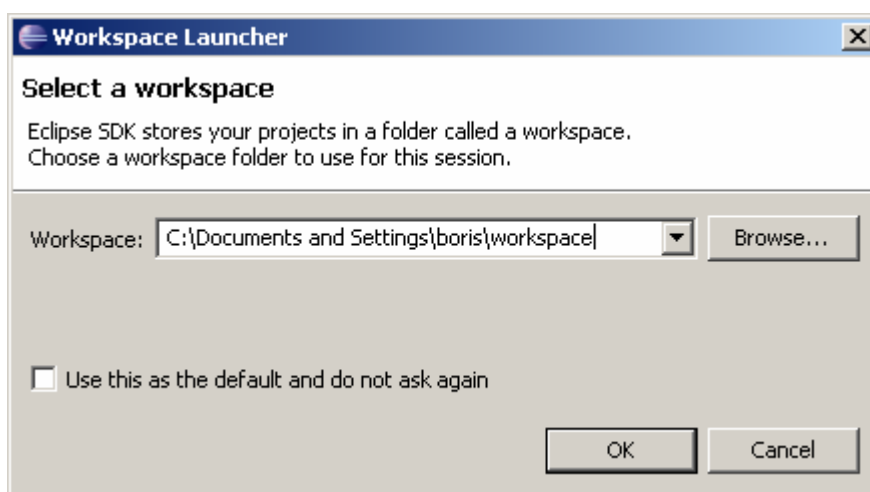 Workspace Launcher
Select a workspace
Eclipse SDK stores your projects in a folder called a workspace.
Choose a workspace folder to use for this session.
Workspace: C:\Documents and Settings\boris\workspace Browse...
Use this as the default and do not ask again
OK Cancel